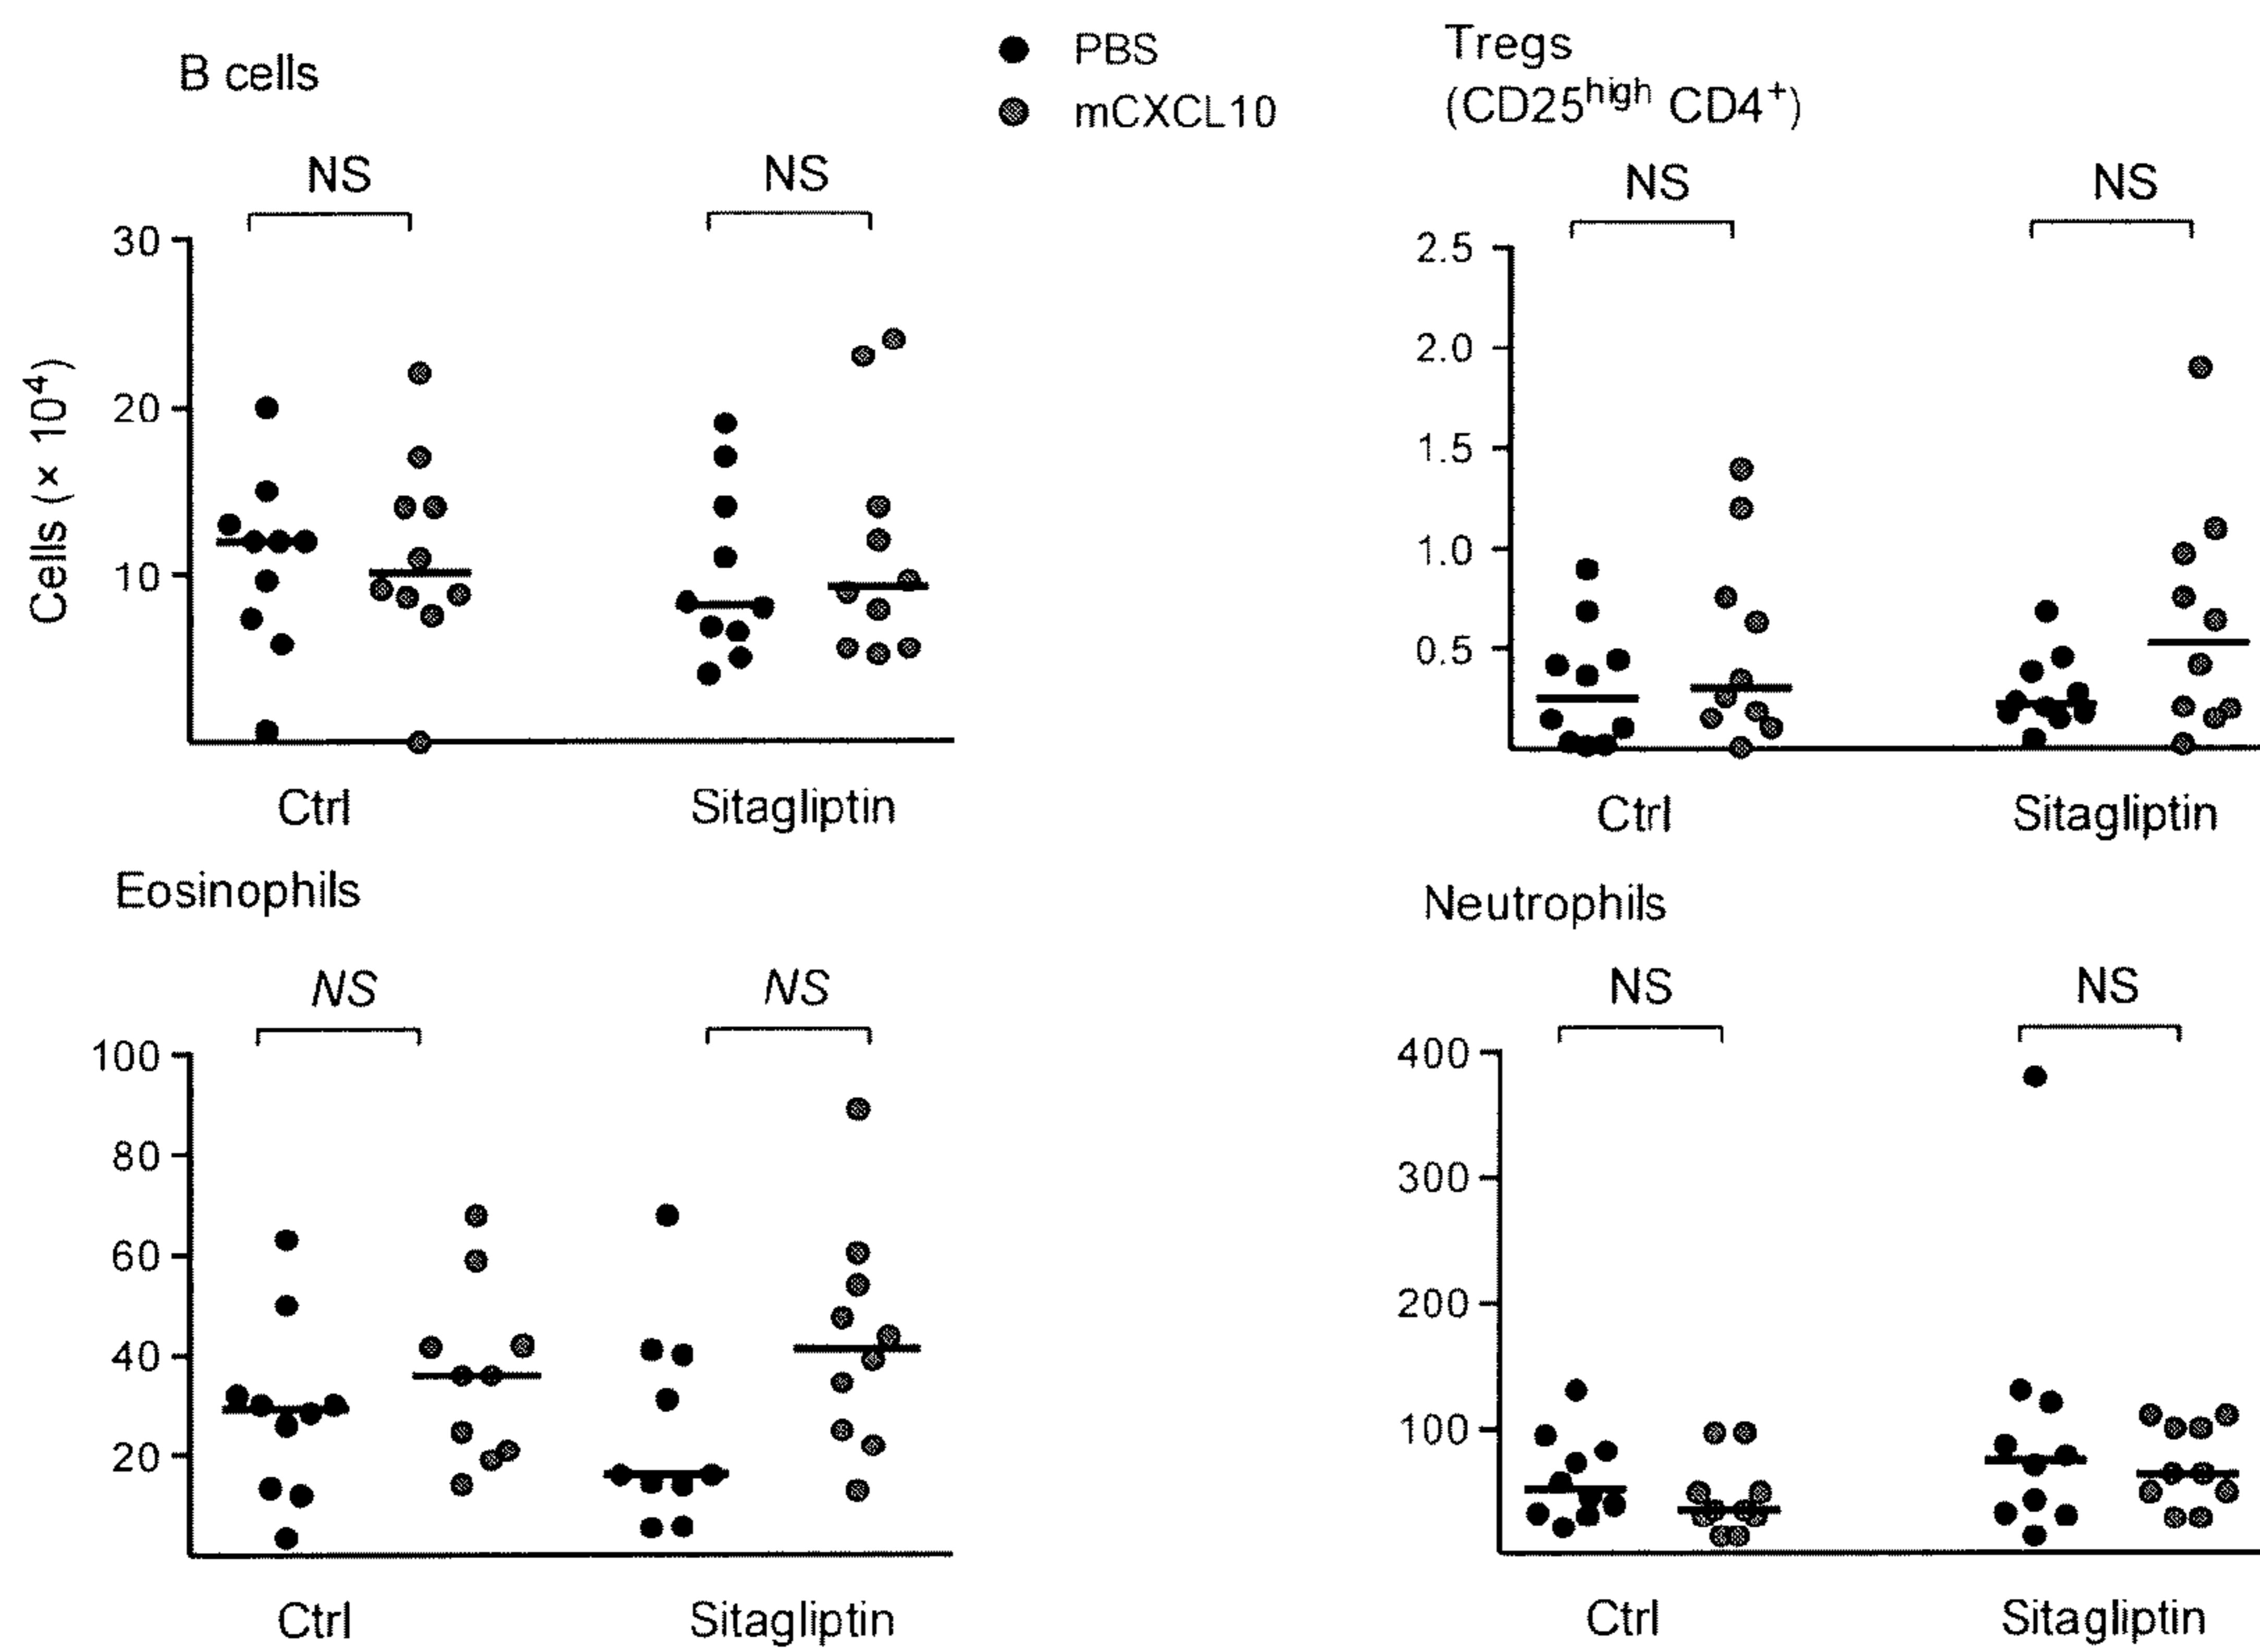 B cells
PBS
mCXCL10
NS
NS
Cells (× 10⁴)
30
20
10
Ctrl
Sitagliptin
Tregs
(CD25ʰⁱᵍʰ CD4⁺)
NS
NS
2.5
2.0
1.5
1.0
0.5
Ctrl
Sitagliptin
Eosinophils
NS
NS
100
80
60
40
20
Ctrl
Sitagliptin
Neutrophils
NS
NS
400
300
200
100
Ctrl
Sitagliptin